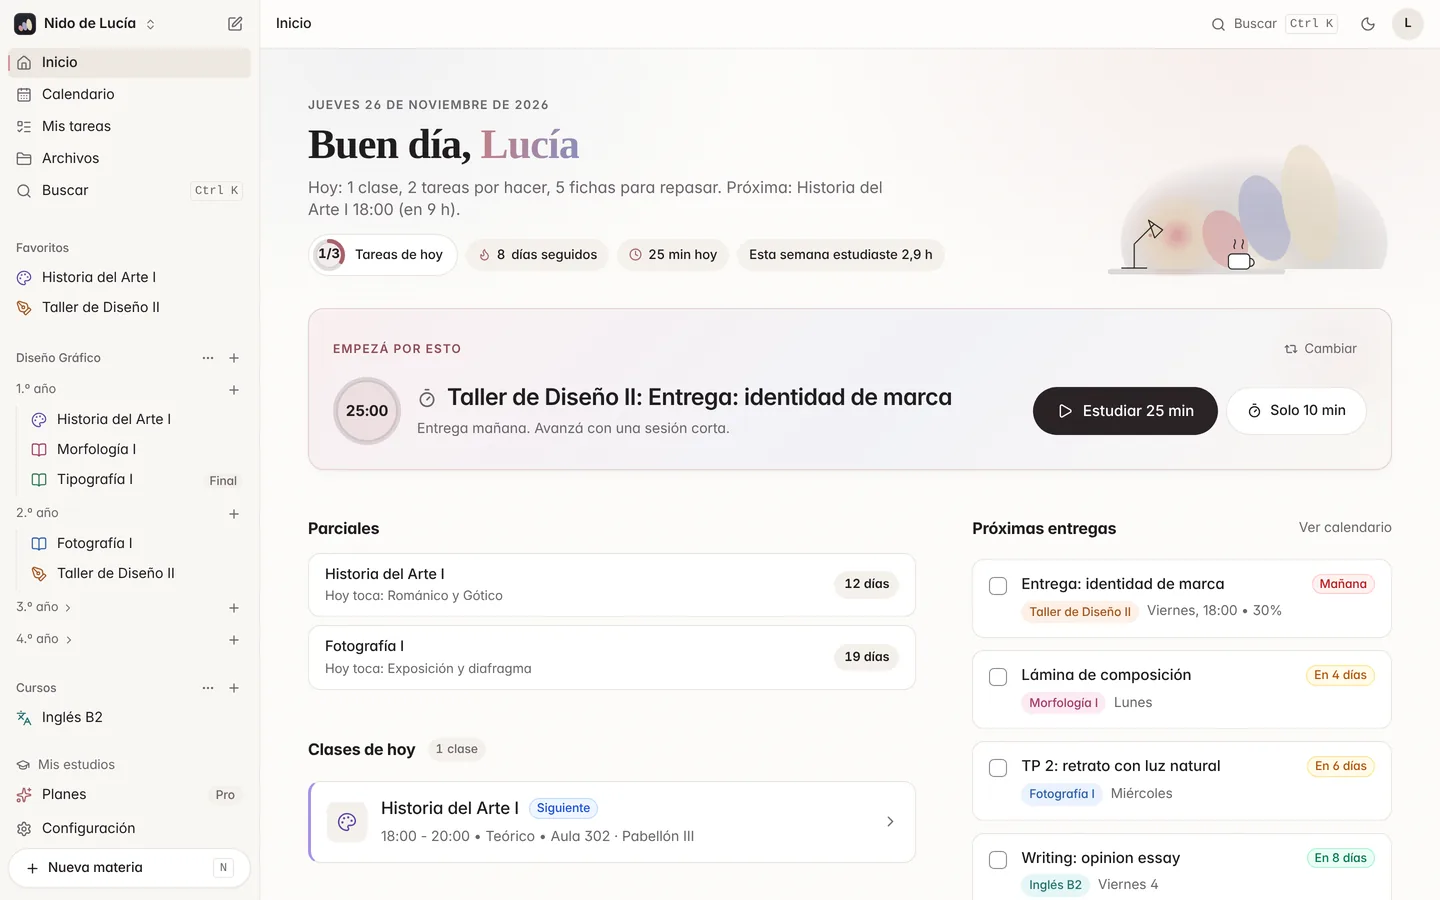 Nido de Lucía
Inicio
Calendario
Mis tareas
Archivos
Buscar Ctrl K
Favoritos
Historia del Arte I
Taller de Diseño II
Diseño Gráfico
1.º año
Historia del Arte I
Morfología I
Tipografía I Final
2.º año
Fotografía I
Taller de Diseño II
3.º año
4.º año
Cursos
Inglés B2
Mis estudios
Planes Pro
Configuración
Nueva materia N
Inicio
Buscar Ctrl K
L
JUEVES 26 DE NOVIEMBRE DE 2026
Buen día, Lucía
Hoy: 1 clase, 2 tareas por hacer, 5 fichas para repasar. Próxima: Historia del
Arte I 18:00 (en 9 h).
1/3 Tareas de hoy
8 días seguidos
25 min hoy
Esta semana estudiaste 2,9 h
EMPEZÁ POR ESTO
Cambiar
25:00
Taller de Diseño II: Entrega: identidad de marca
Entrega mañana. Avanzá con una sesión corta.
Estudiar 25 min
Solo 10 min
Parciales
Historia del Arte I
Hoy toca: Románico y Gótico
12 días
Fotografía I
Hoy toca: Exposición y diafragma
19 días
Clases de hoy 1 clase
Historia del Arte I Siguiente
18:00 - 20:00 • Teórico • Aula 302 · Pabellón III
Próximas entregas
Ver calendario
Entrega: identidad de marca Mañana
Taller de Diseño II Viernes, 18:00 • 30%
Lámina de composición En 4 días
Morfología I Lunes
TP 2: retrato con luz natural En 6 días
Fotografía I Miércoles
Writing: opinion essay En 8 días
Inglés B2 Viernes 4